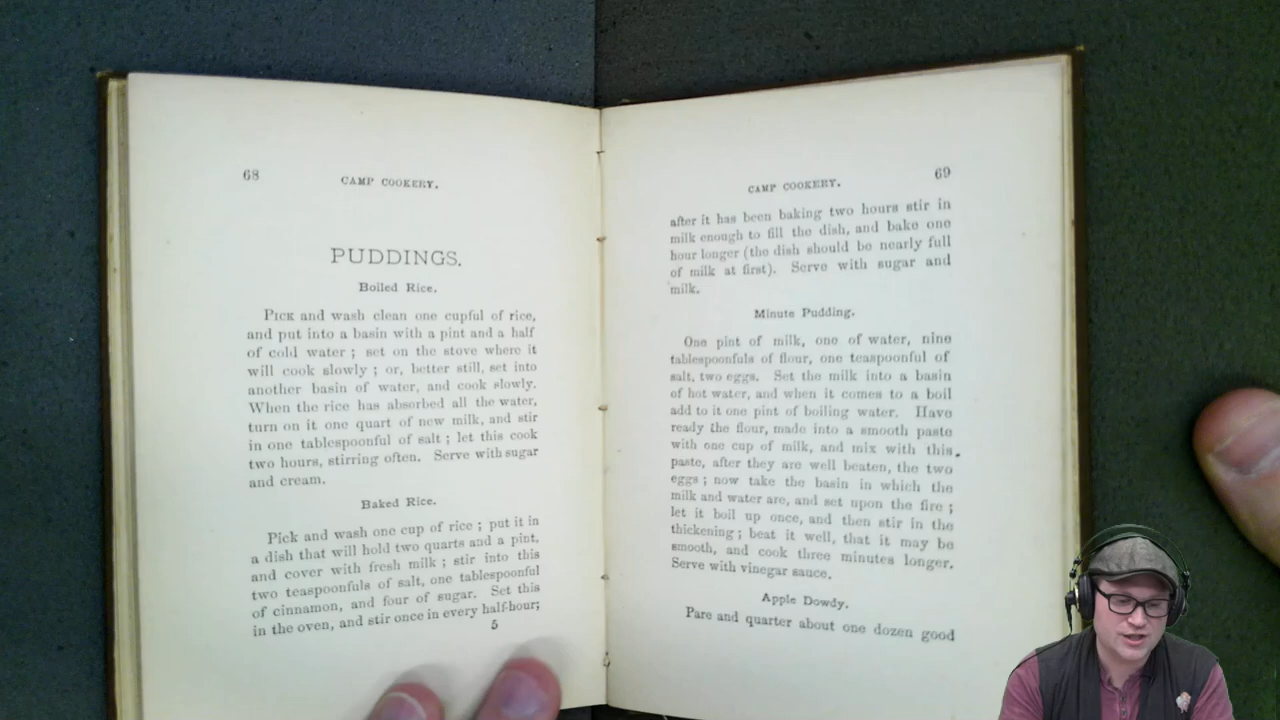 68
CAMP COOKERY.
PUDDINGS.
Boiled Rice.
PICK and wash clean one cupful of rice,
and put into a basin with a pint and a half
of cold water ; set on the stove where it
will cook slowly ; or, better still, set into
another basin of water, and cook slowly.
When the rice has absorbed all the water,
turn on it one quart of new milk, and stir
in one tablespoonful of salt ; let this cook
two hours, stirring often. Serve with sugar
and cream.
Baked Rice.
Pick and wash one cup of rice ; put it in
a dish that will hold two quarts and a pint,
and cover with fresh milk ; stir into this
two teaspoonfuls of salt, one tablespoonful
of cinnamon, and four of sugar. Set this
in the oven, and stir once in every half-hour;
5
CAMP COOKERY.
69
after it has been baking two hours stir in
milk enough to fill the dish, and bake one
hour longer (the dish should be nearly full
of milk at first). Serve with sugar and
milk.
Minute Pudding.
One pint of milk, one of water, nine
tablespoonfuls of flour, one teaspoonful of
salt, two eggs. Set the milk into a basin
of hot water, and when it comes to a boil
add to it one pint of boiling water. Have
ready the flour, made into a smooth paste
with one cup of milk, and mix with this
paste, after they are well beaten, the two
eggs ; now take the basin in which the
milk and water are, and set upon the fire ;
let it boil up once, and then stir in the
thickening ; beat it well, that it may be
smooth, and cook three minutes longer.
Serve with vinegar sauce.
Apple Dowdy.
Pare and quarter about one dozen good